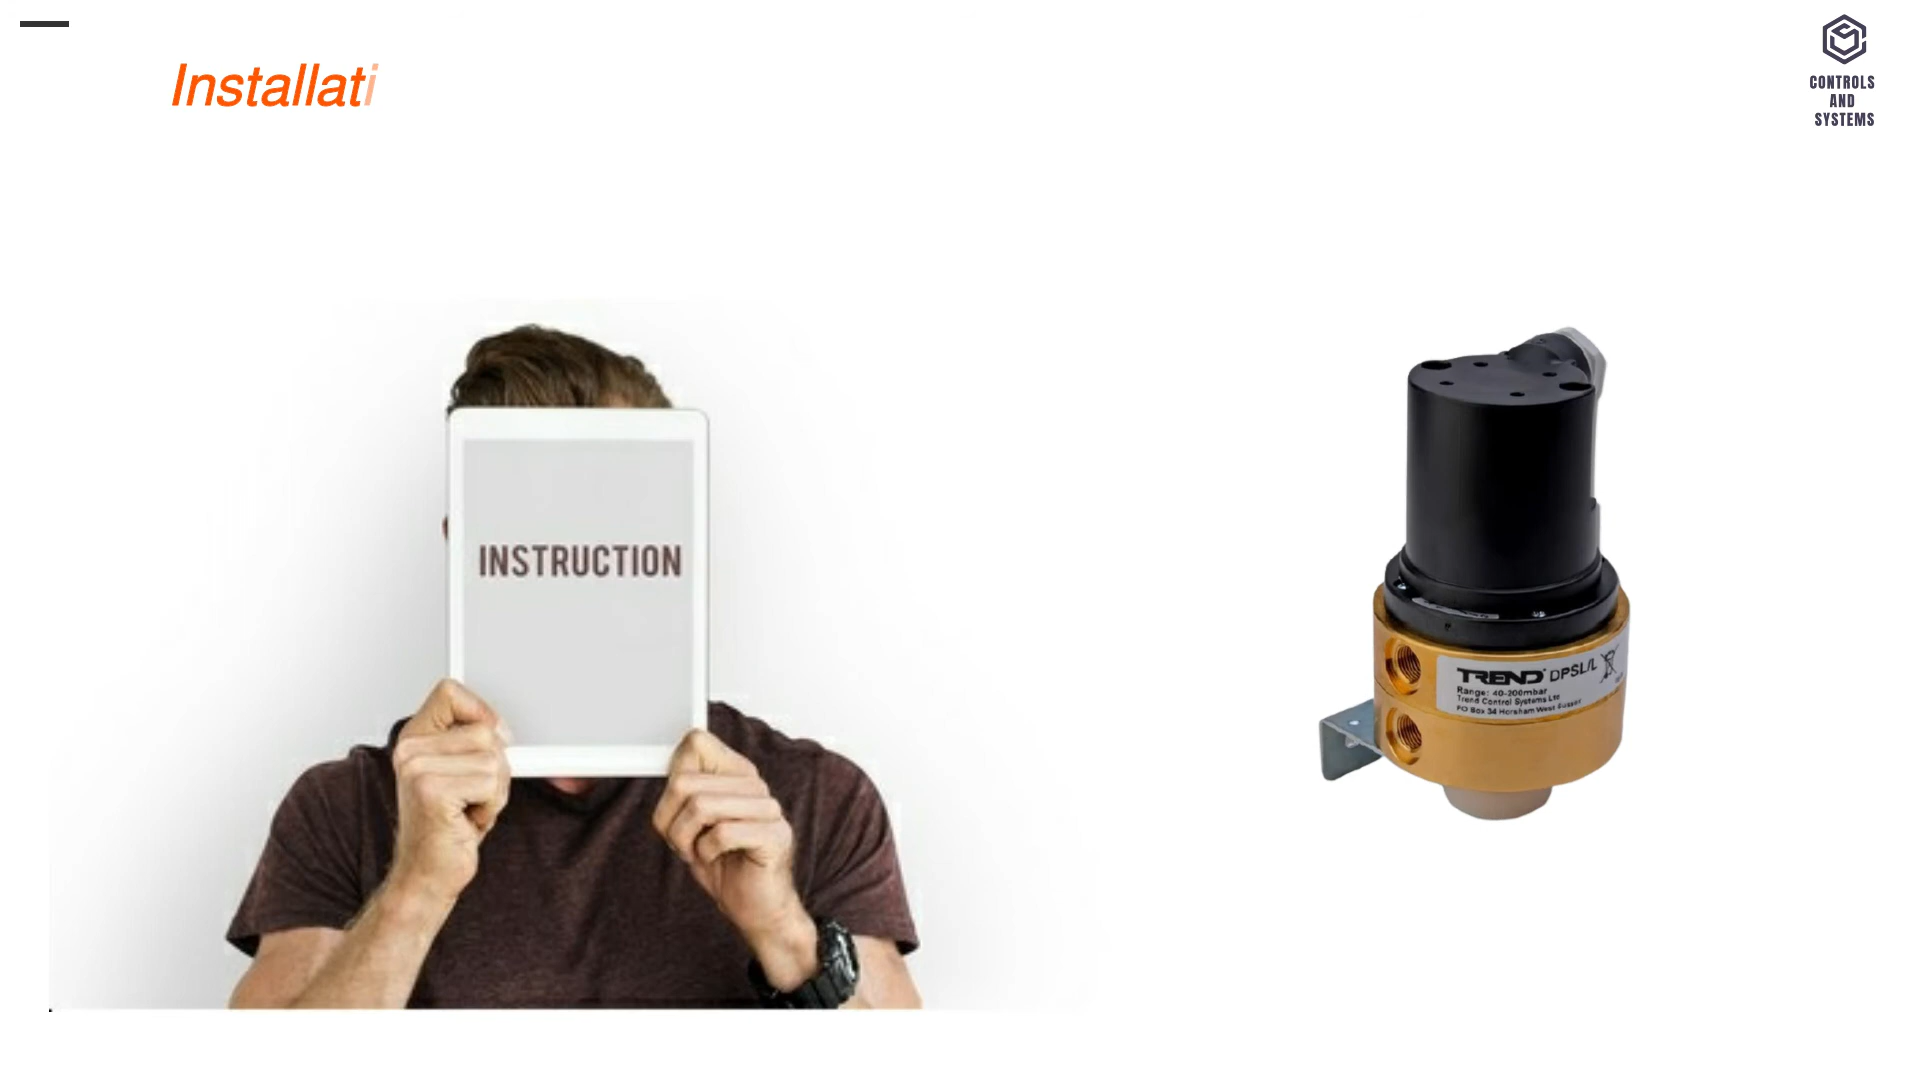 Installati
CONTROLS
AND
SYSTEMS
INSTRUCTION
TREND DPSL/L
Range: 40-200mbar
Trend Control Systems Ltd
PO Box 34 Horsham West Sussex